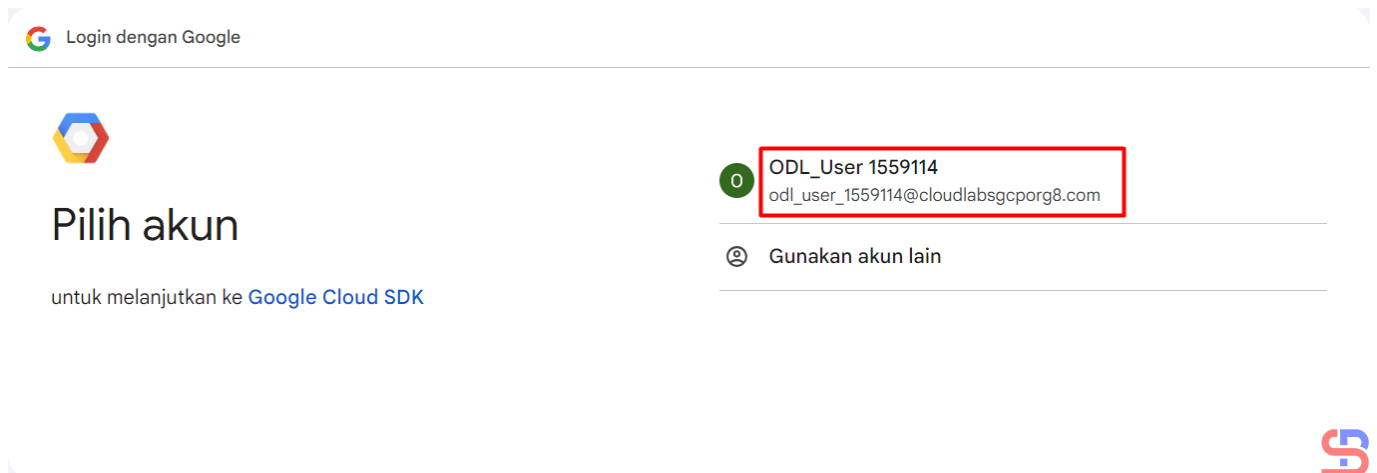 Login dengan Google
Pilih akun
untuk melanjutkan ke Google Cloud SDK
O
ODL_User 1559114
odl_user_1559114@cloudlabsgcporg8.com
Gunakan akun lain